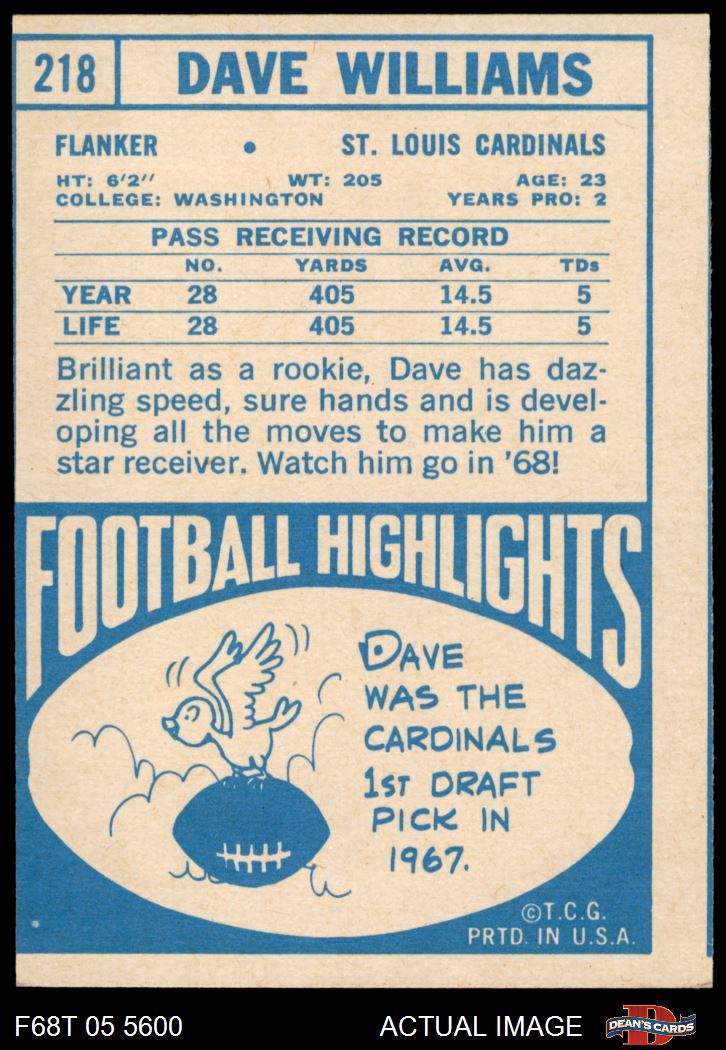 218 DAVE WILLIAMS
FLANKER • ST. LOUIS CARDINALS
HT: 6'2'' WT: 205 AGE: 23
COLLEGE: WASHINGTON YEARS PRO: 2
PASS RECEIVING RECORD
NO. YARDS AVG. TDs
YEAR 28 405 14.5 5
LIFE 28 405 14.5 5
Brilliant as a rookie, Dave has daz-
zling speed, sure hands and is devel-
oping all the moves to make him a
star receiver. Watch him go in '68!
FOOTBALL HIGHLIGHTS
DAVE
WAS THE
CARDINALS
1ST DRAFT
PICK IN
1967.
©T.C.G.
PRTD. IN U.S.A.
F68T 05 5600 ACTUAL IMAGE D DEAN'S CARDS